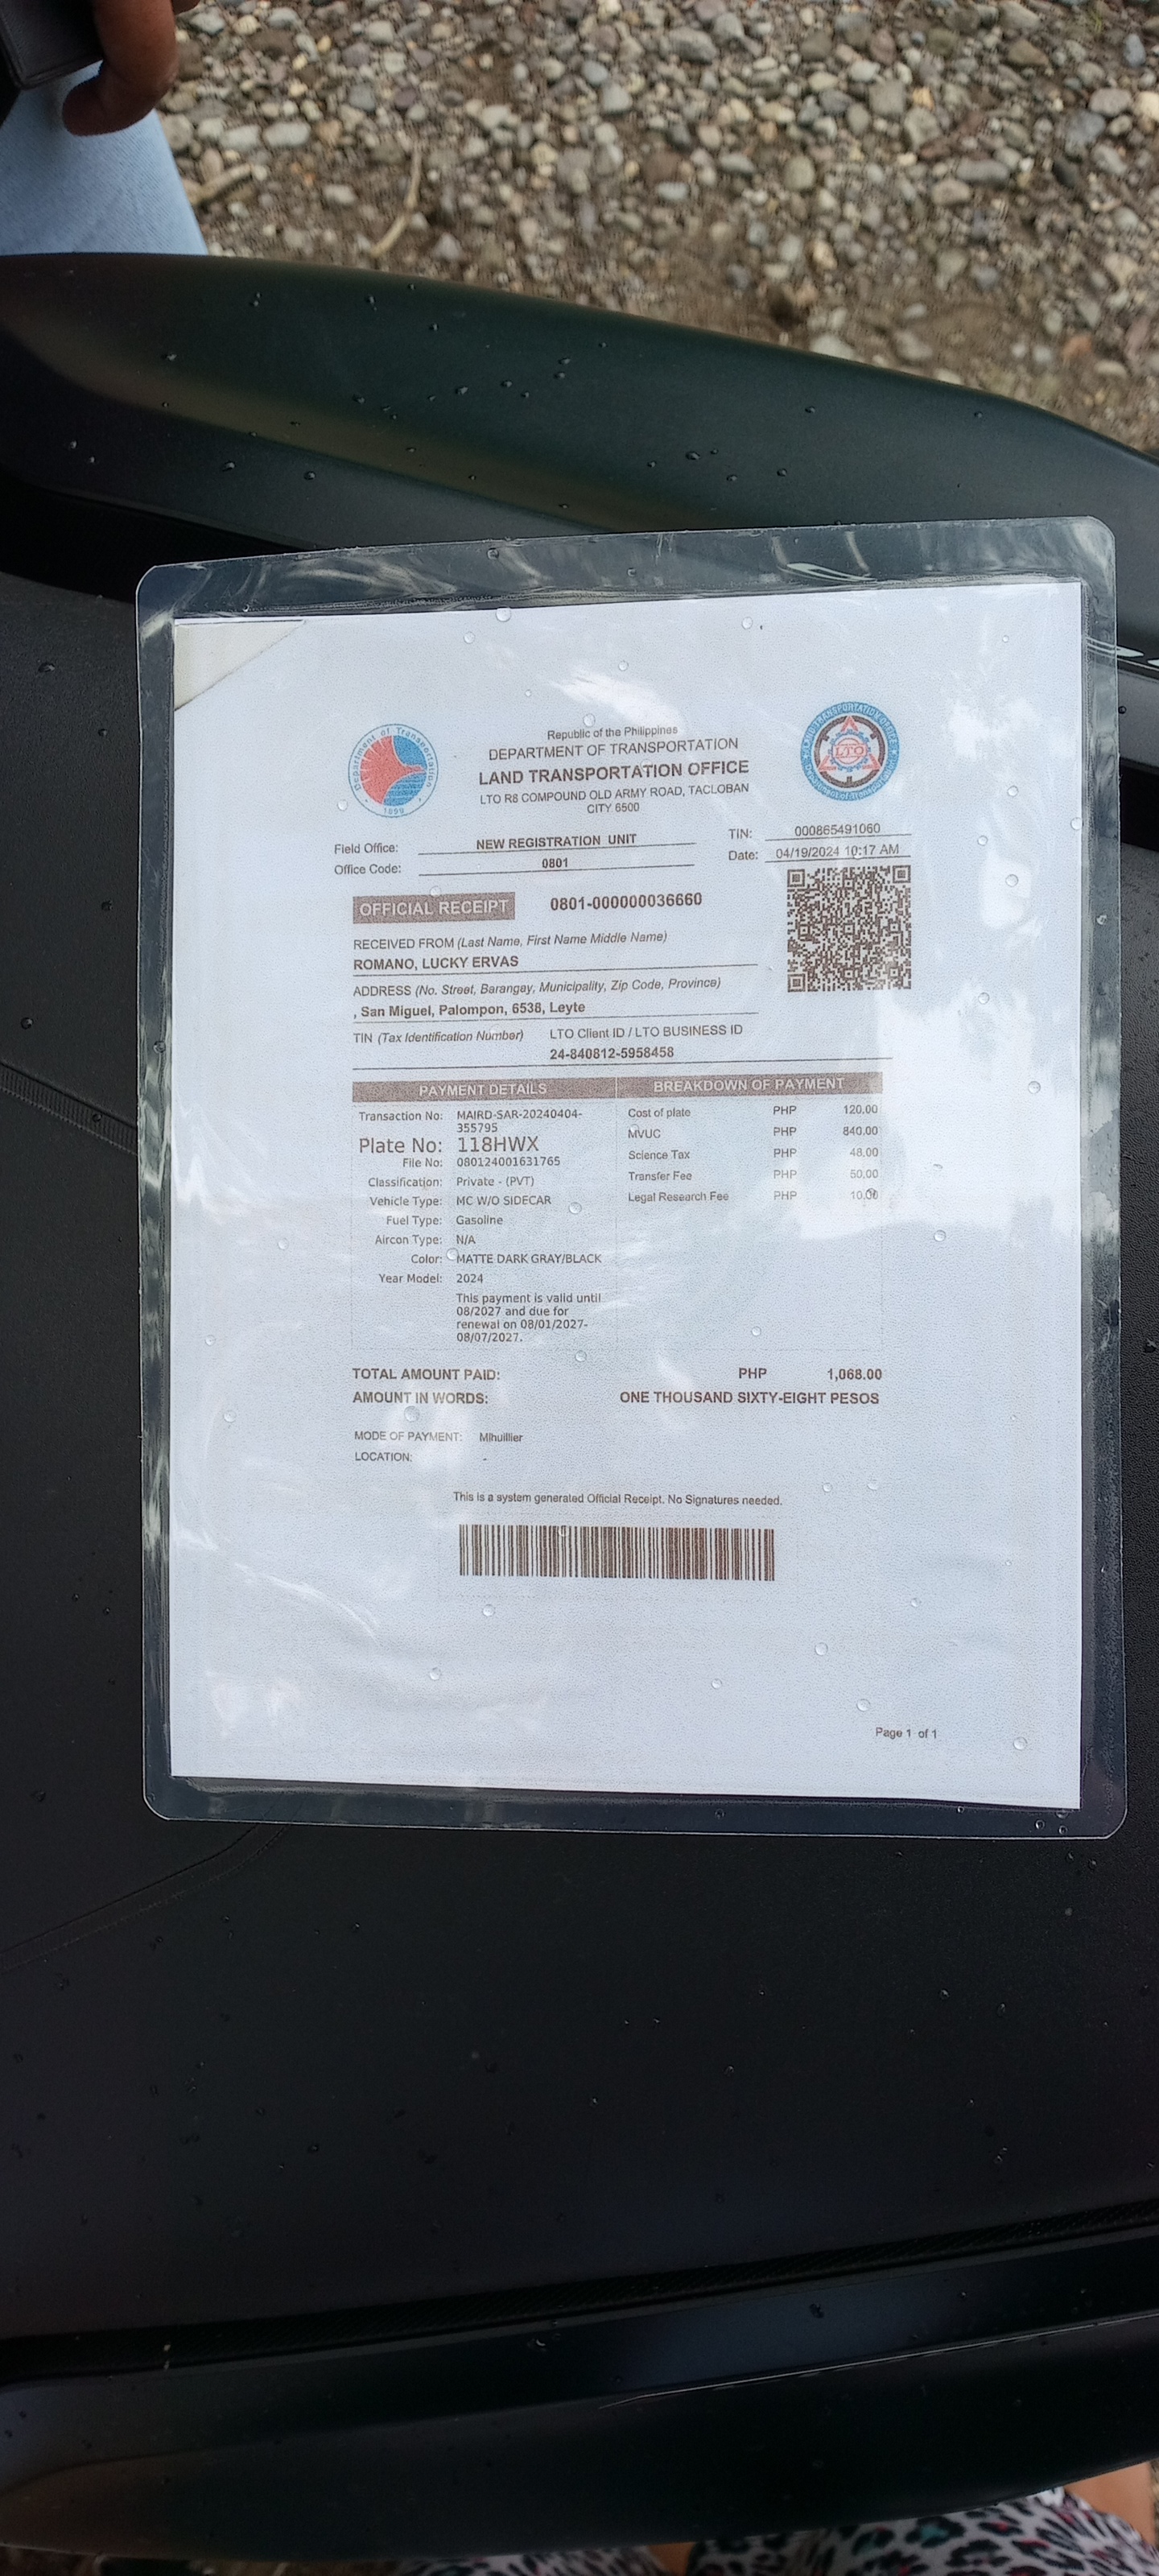 Republic of the Philippines
DEPARTMENT OF TRANSPORTATION
LAND TRANSPORTATION OFFICE
LTO R8 COMPOUND OLD ARMY ROAD, TACLOBAN
CITY 6500
Department of Transportation
1899
LTO
Field Office: NEW REGISTRATION UNIT
TIN: 000865491060
Office Code: 0801
Date: 04/19/2024 10:17 AM
OFFICIAL RECEIPT 0801-000000036660
RECEIVED FROM (Last Name, First Name Middle Name)
ROMANO, LUCKY ERVAS
ADDRESS (No. Street, Barangay, Municipality, Zip Code, Province)
, San Miguel, Palompon, 6538, Leyte
TIN (Tax Identification Number) LTO Client ID / LTO BUSINESS ID
24-840812-5958458
PAYMENT DETAILS
Transaction No: MAIRD-SAR-20240404-
355795
Plate No: 118HWX
File No: 080124001631765
Classification: Private - (PVT)
Vehicle Type: MC W/O SIDECAR
Fuel Type: Gasoline
Aircon Type: N/A
Color: MATTE DARK GRAY/BLACK
Year Model: 2024
This payment is valid until
08/2027 and due for
renewal on 08/01/2027-
08/07/2027.
BREAKDOWN OF PAYMENT
Cost of plate PHP 120.00
MVUC PHP 840.00
Science Tax PHP 48.00
Transfer Fee PHP 50.00
Legal Research Fee PHP 10.00
TOTAL AMOUNT PAID: PHP 1,068.00
AMOUNT IN WORDS: ONE THOUSAND SIXTY-EIGHT PESOS
MODE OF PAYMENT: Mlhuillier
LOCATION: -
This is a system generated Official Receipt. No Signatures needed.
Page 1 of 1